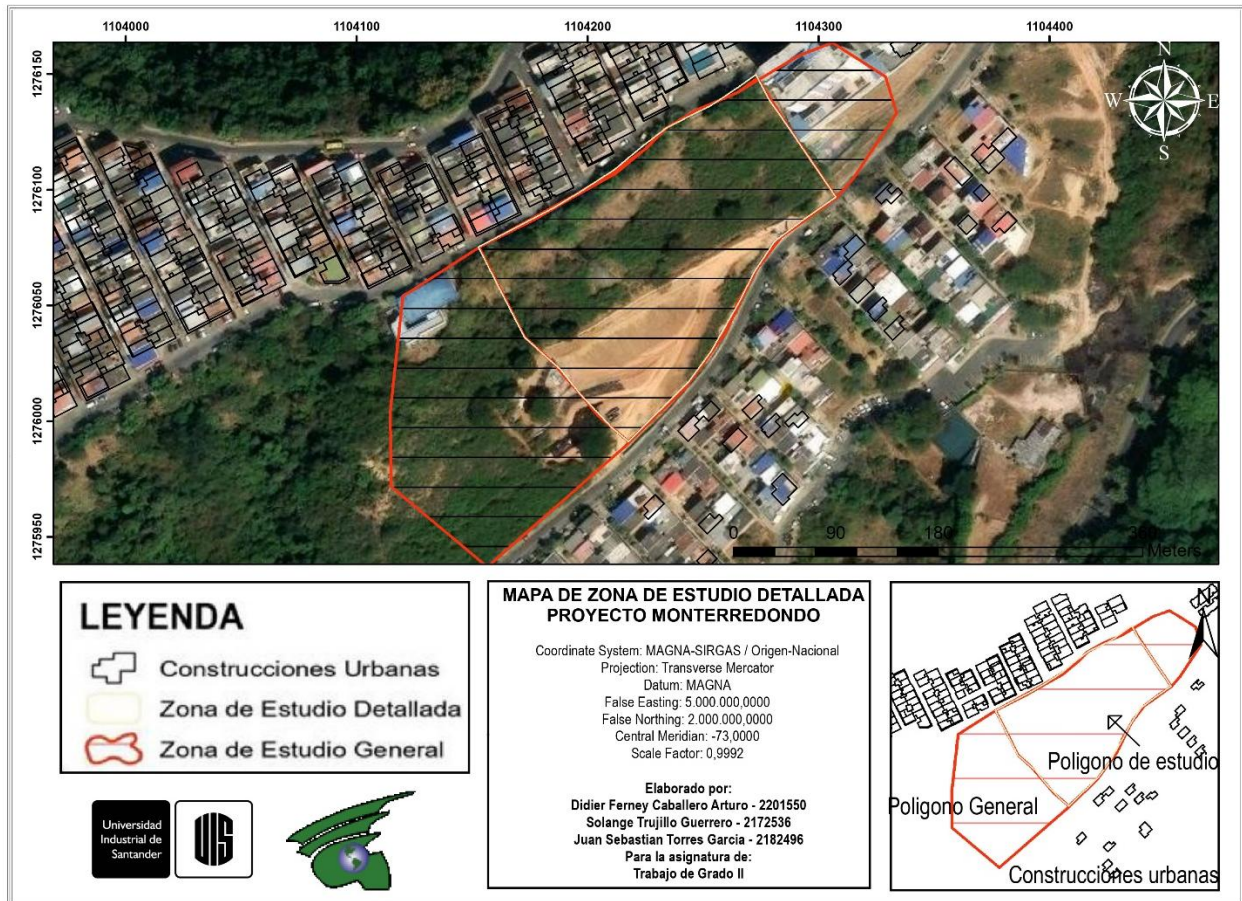 1104000
1104100
1104200
1104300
1104400
1276150
1276100
1276050
1276000
1275950
N
W
E
S
0
90
180
360
Meters
LEYENDA
Construcciones Urbanas
Zona de Estudio Detallada
Zona de Estudio General
Universidad
Industrial de
Santander
UIS
MAPA DE ZONA DE ESTUDIO DETALLADA
PROYECTO MONTERREDONDO
Coordinate System: MAGNA-SIRGAS / Origen-Nacional
Projection: Transverse Mercator
Datum: MAGNA
False Easting: 5.000.000,0000
False Northing: 2.000.000,0000
Central Meridian: -73,0000
Scale Factor: 0,9992
Elaborado por:
Didier Ferney Caballero Arturo - 2201550
Solange Trujillo Guerrero - 2172536
Juan Sebastian Torres Garcia - 2182496
Para la asignatura de:
Trabajo de Grado II
Poligono de estudio
Poligono General
Construcciones urbanas